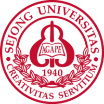 SEJONG UNIVERSITAS
AGAPE
1940
CREATIVITAS SERVITIUM